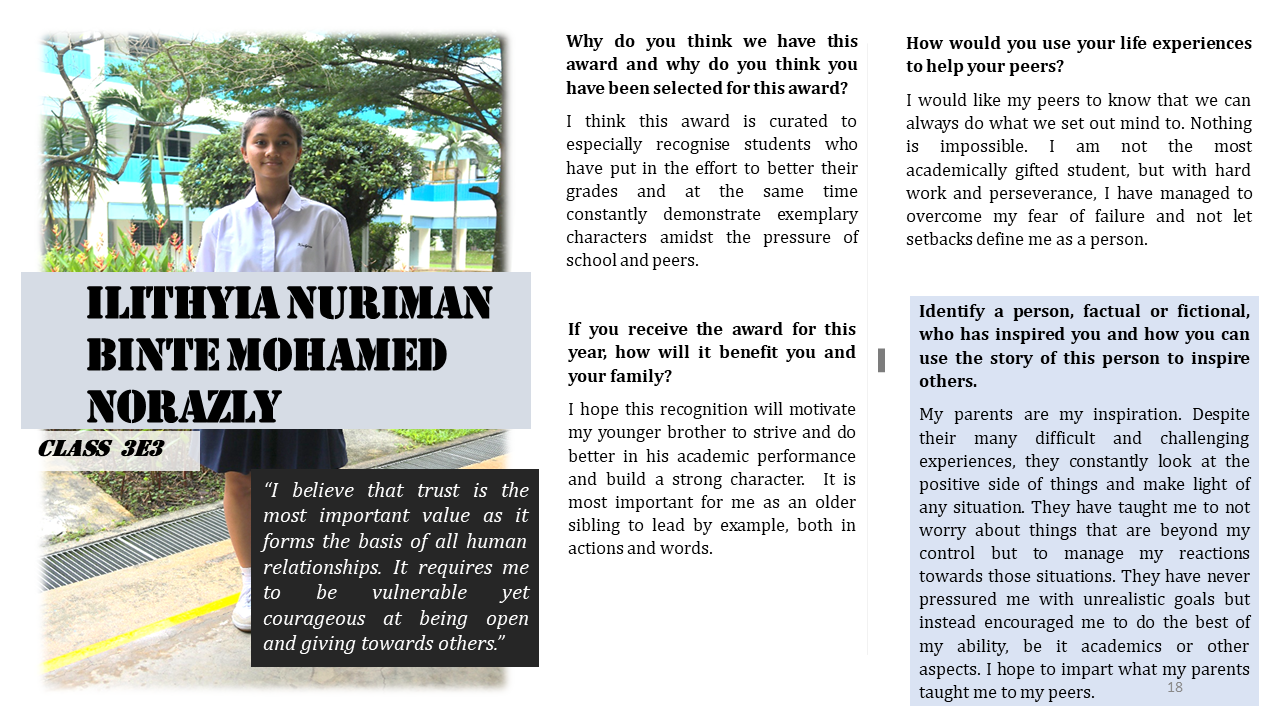 ILITHYIA NURIMAN
BINTE MOHAMED
NORAZLY
CLASS 3E3
“I believe that trust is the
most important value as it
forms the basis of all human
relationships. It requires me
to be vulnerable yet
courageous at being open
and giving towards others.”
Why do you think we have this
award and why do you think you
have been selected for this award?
I think this award is curated to
especially recognise students who
have put in the effort to better their
grades and at the same time
constantly demonstrate exemplary
characters amidst the pressure of
school and peers.
If you receive the award for this
year, how will it benefit you and
your family?
I hope this recognition will motivate
my younger brother to strive and do
better in his academic performance
and build a strong character. It is
most important for me as an older
sibling to lead by example, both in
actions and words.
How would you use your life experiences
to help your peers?
I would like my peers to know that we can
always do what we set out mind to. Nothing
is impossible. I am not the most
academically gifted student, but with hard
work and perseverance, I have managed to
overcome my fear of failure and not let
setbacks define me as a person.
Identify a person, factual or fictional,
who has inspired you and how you can
use the story of this person to inspire
others.
My parents are my inspiration. Despite
their many difficult and challenging
experiences, they constantly look at the
positive side of things and make light of
any situation. They have taught me to not
worry about things that are beyond my
control but to manage my reactions
towards those situations. They have never
pressured me with unrealistic goals but
instead encouraged me to do the best of
my ability, be it academics or other
aspects. I hope to impart what my parents
taught me to my peers.
18